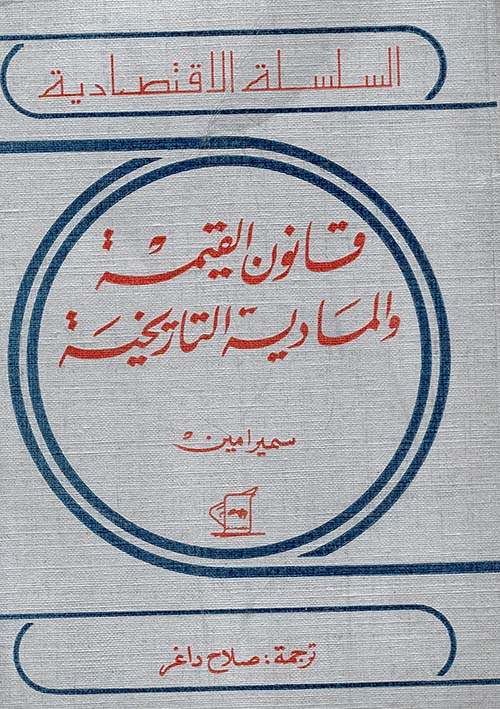 السلسلة الاقتصادية
قانون القيمة
والمادية التاريخية
سمير امين
ترجمة: صلاح داغر